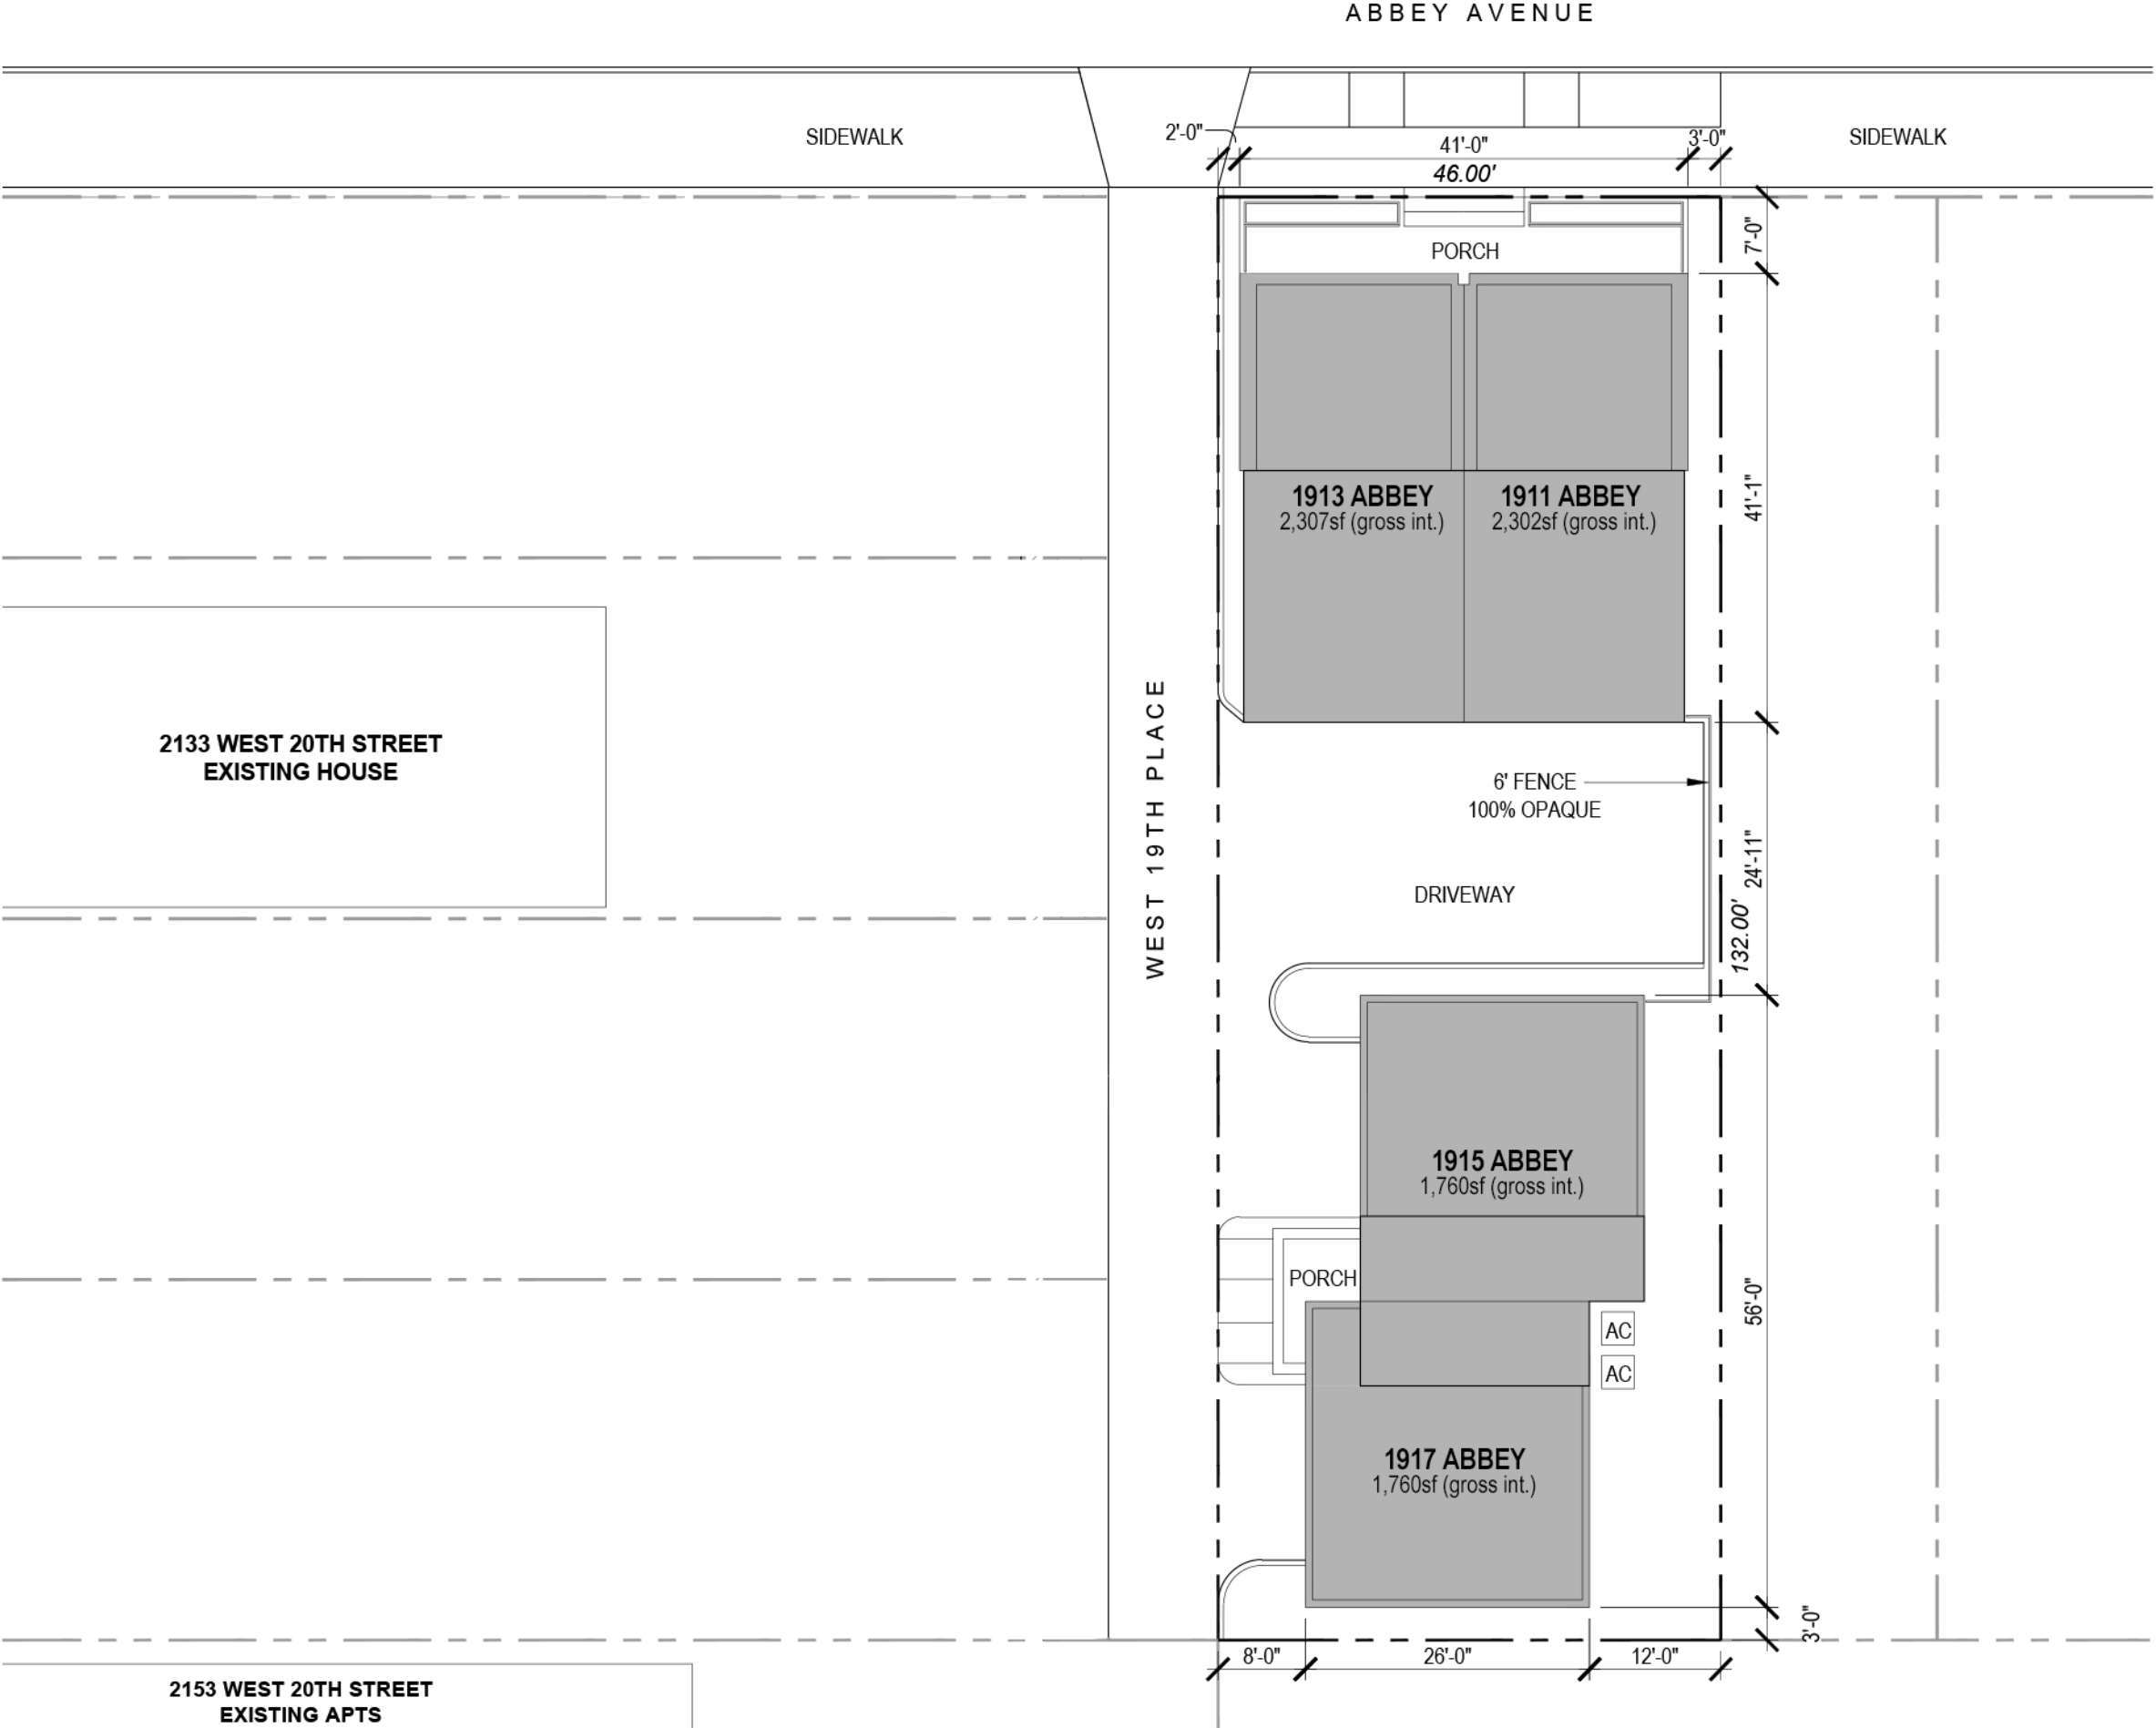 ABBEY AVENUE
SIDEWALK
2'-0"
41'-0"
3'-0"
SIDEWALK
46.00'
7'-0"
PORCH
1913 ABBEY
2,307sf (gross int.)
1911 ABBEY
2,302sf (gross int.)
41'-1"
WEST 19TH PLACE
2133 WEST 20TH STREET
EXISTING HOUSE
6' FENCE
100% OPAQUE
24'-11"
DRIVEWAY
132.00'
1915 ABBEY
1,760sf (gross int.)
PORCH
56'-0"
AC
AC
1917 ABBEY
1,760sf (gross int.)
3'-0"
8'-0"
26'-0"
12'-0"
2153 WEST 20TH STREET
EXISTING APTS